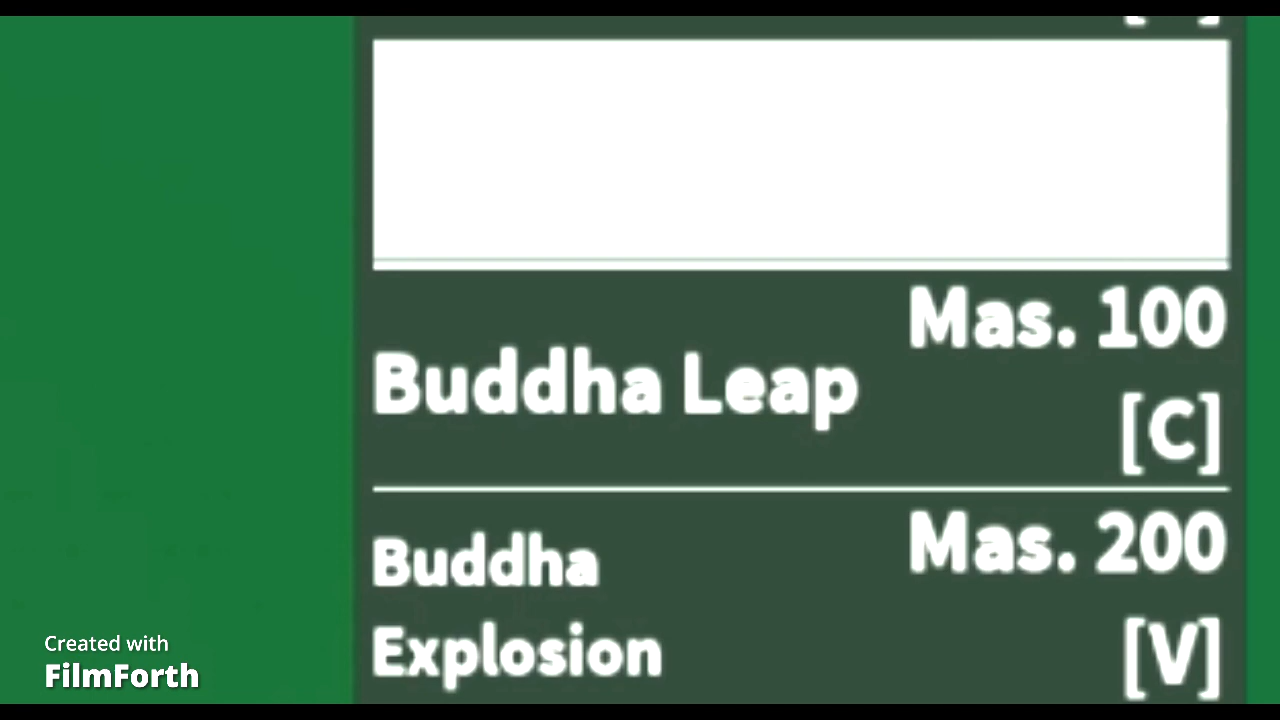 Mas. 100
Buddha Leap
[C]
Mas. 200
Buddha
Explosion
[V]
Created with
FilmForth